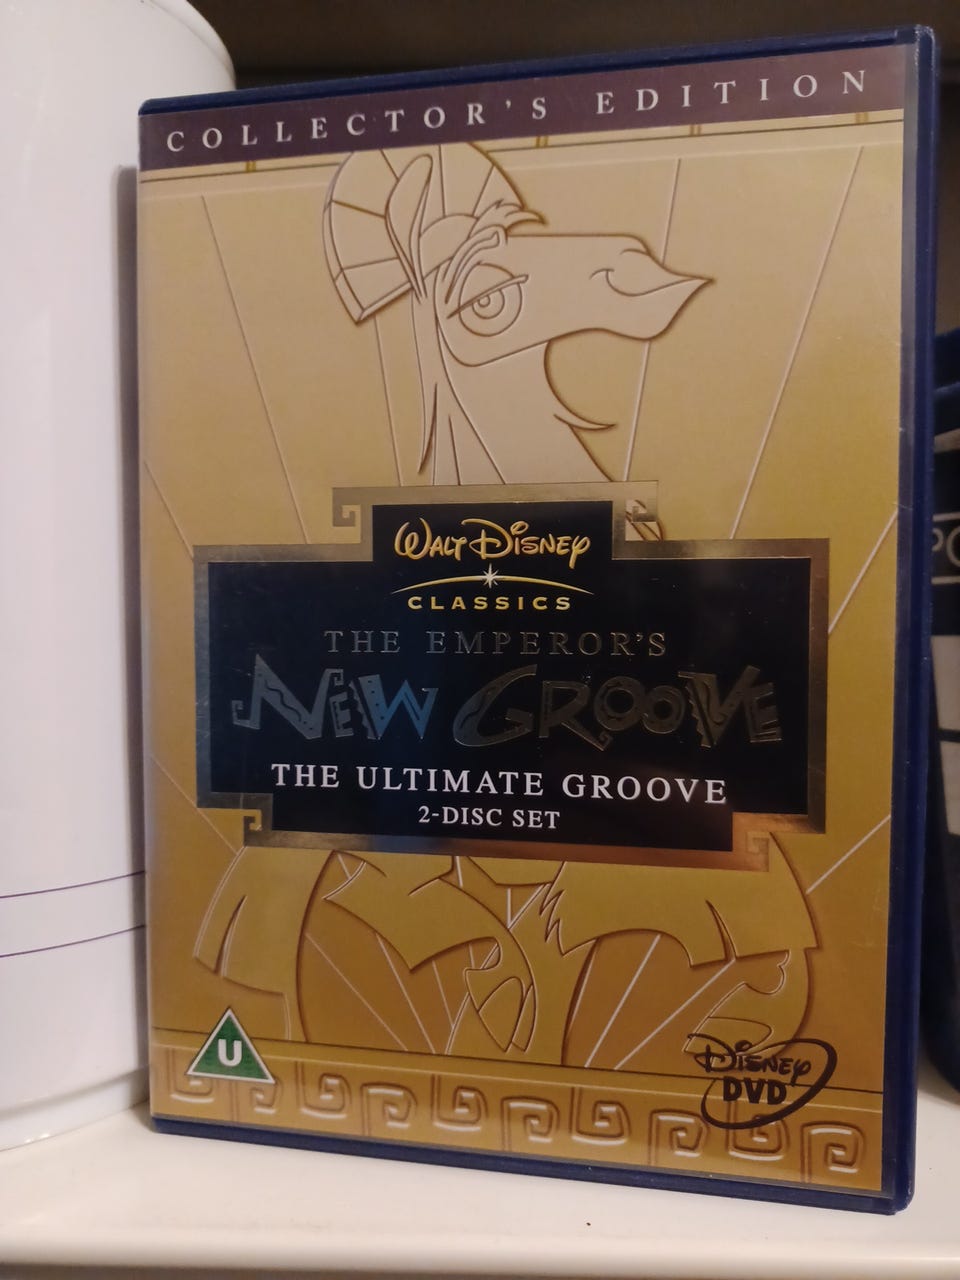 COLLECTOR'S EDITION
WALT DISNEY
CLASSICS
THE EMPEROR'S
NEW GROOVE
THE ULTIMATE GROOVE
2-DISC SET
U
DISNEY
DVD